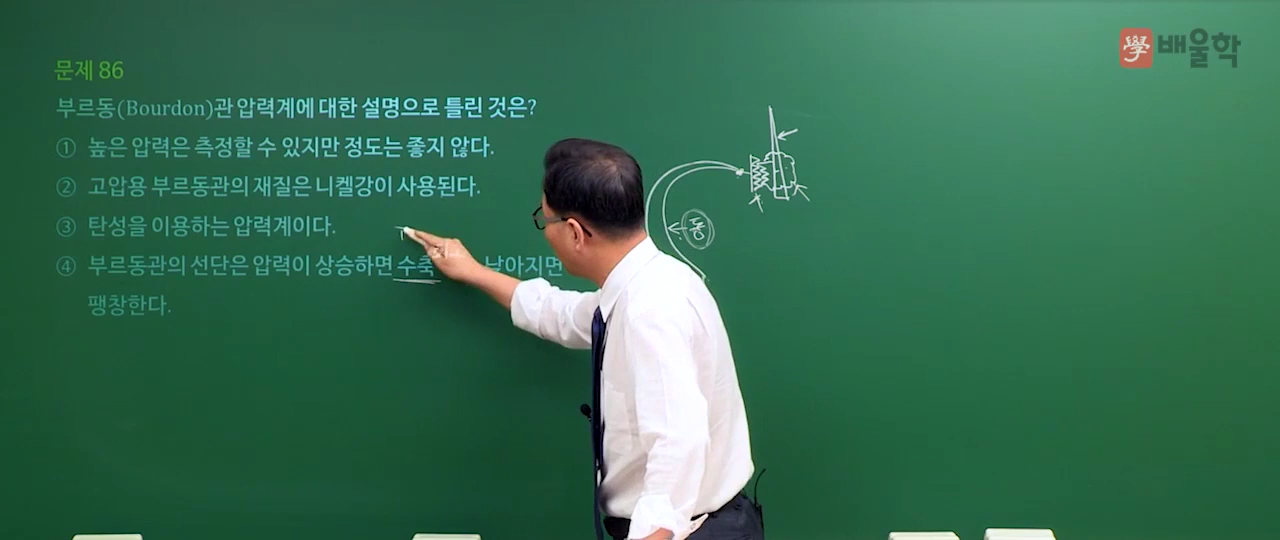 學 배울학
문제 86
부르동(Bourdon)관 압력계에 대한 설명으로 틀린 것은?
① 높은 압력은 측정할 수 있지만 정도는 좋지 않다.
② 고압용 부르동관의 재질은 니켈강이 사용된다.
③ 탄성을 이용하는 압력계이다.
④ 부르동관의 선단은 압력이 상승하면 수축 낮아지면
팽창한다.
동